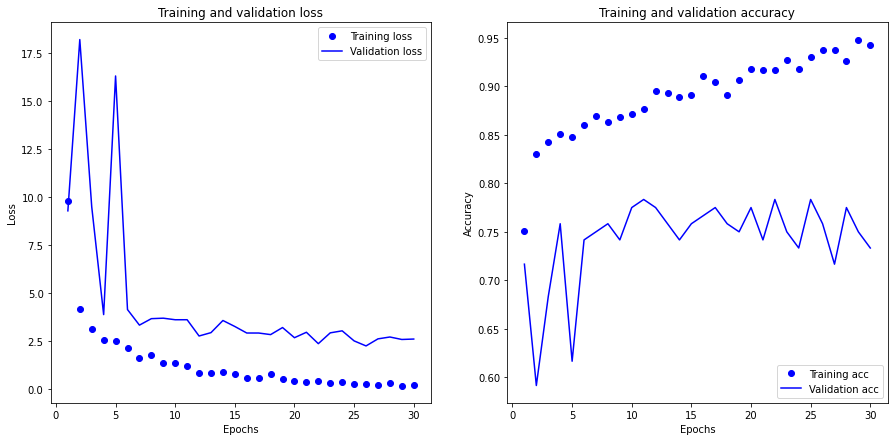 Training and validation loss
Training loss
Validation loss
17.5
15.0
12.5
10.0
7.5
5.0
2.5
0.0
Loss
0 5 10 15 20 25 30
Epochs
Training and validation accuracy
0.95
0.90
0.85
0.80
0.75
0.70
0.65
0.60
Accuracy
Training acc
Validation acc
0 5 10 15 20 25 30
Epochs